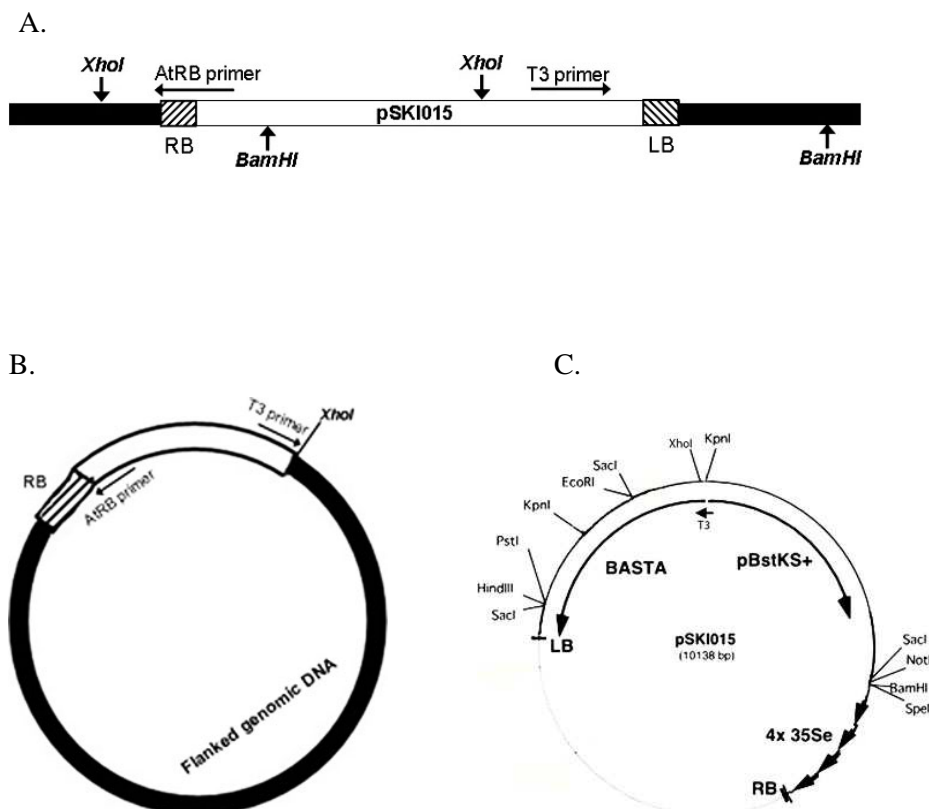 A.
XhoI
XhoI
AtRB primer
T3 primer
pSKI015
RB
LB
BamHI
BamHI
B.
C.
T3 primer
XhoI
RB
AtRB primer
Flanked genomic DNA
XhoI
KpnI
SacI
EcoRI
KpnI
T3
PstI
BASTA
pBstKS+
HindIII
SacI
LB
pSKI015
(10138 bp)
SacI
NotI
BamHI
SpeI
4x 35Se
RB